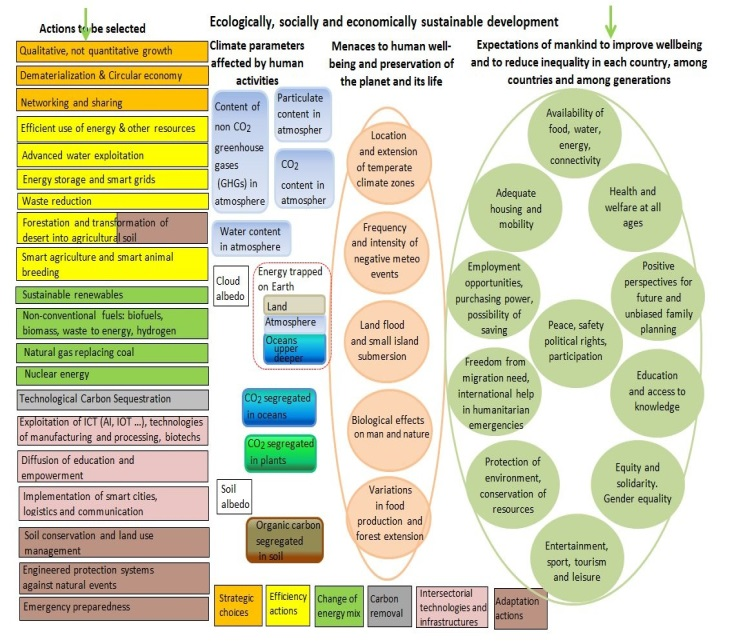 Ecologically, socially and economically sustainable development
Actions to be selected
Qualitative, not quantitative growth
Dematerialization & Circular economy
Networking and sharing
Efficient use of energy & other resources
Advanced water exploitation
Energy storage and smart grids
Waste reduction
Forestation and transformation of
desert into agricultural soil
Smart agriculture and smart animal
breeding
Sustainable renewables
Non-conventional fuels: biofuels,
biomass, waste to energy, hydrogen
Natural gas replacing coal
Nuclear energy
Technological Carbon Sequestration
Exploitation of ICT (AI, IOT ...), technologies
of manufacturing and processing, biotechs
Diffusion of education and
empowerment
Implementation of smart cities,
logistics and communication
Soil conservation and land use
management
Engineered protection systems
against natural events
Emergency preparedness
Climate parameters
affected by human
activities
Content of
non CO2
greenhouse
gases
(GHGs) in
atmosphere
Particulate
content in
atmospher
CO2
content in
atmospher
Water content
in atmosphere
Cloud
albedo
Energy trapped
on Earth
Land
Atmosphere
Oceans
upper
deeper
CO2 segregated
in oceans
CO2 segregated
in plants
Soil
albedo
Organic carbon
segregated
in soil
Menaces to human well-
being and preservation of
the planet and its life
Location
and extension
of temperate
climate zones
Frequency
and intensity of
negative meteo
events
Land flood
and small island
submersion
Biological effects
on man and nature
Variations
in food
production and
forest extension
Expectations of mankind to improve wellbeing
and to reduce inequality in each country, among
countries and among generations
Availability of
food, water,
energy,
connectivity
Adequate
housing and
mobility
Health and
welfare at all
ages
Employment
opportunities,
purchasing power,
possibility of
saving
Positive
perspectives for
future and
unbiased family
planning
Peace, safety
political rights,
participation
Freedom from
migration need,
international help
in humanitarian
emergencies
Education
and access to
knowledge
Protection of
environment,
conservation of
resources
Equity and
solidarity.
Gender equality
Entertainment,
sport, tourism
and leisure
Strategic
choices
Efficiency
actions
Change of
energy mix
Carbon
removal
Intersectorial
technologies and
infrastructures
Adaptation
actions